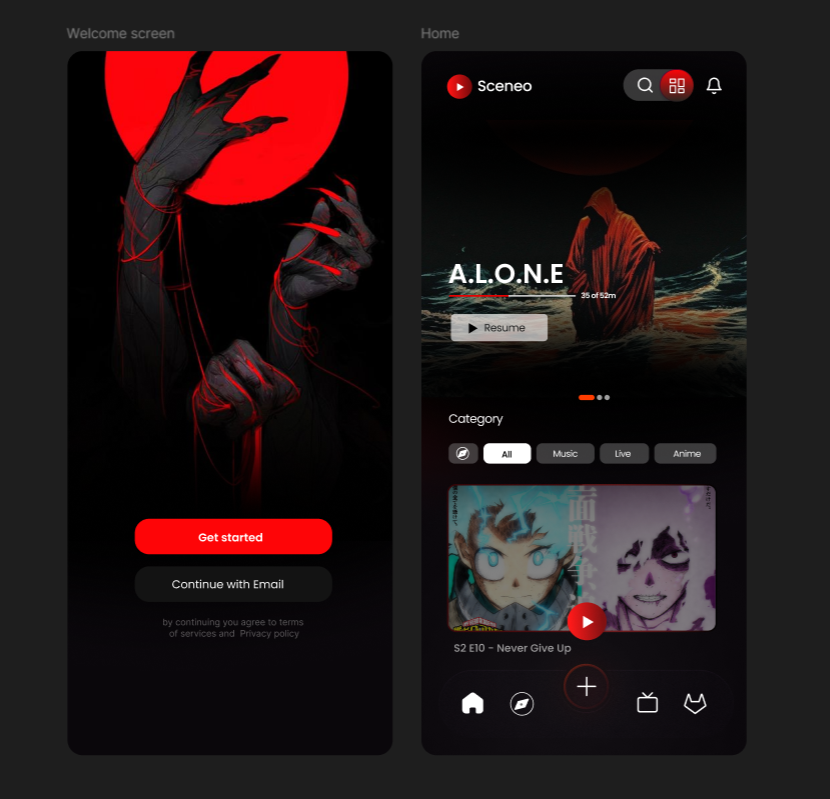 Welcome screen
Home
Sceneo
A.L.O.N.E
35 of 52m
Resume
Category
All
Music
Live
Anime
Get started
Continue with Email
by continuing you agree to terms
of services and Privacy policy
S2 E10 - Never Give Up